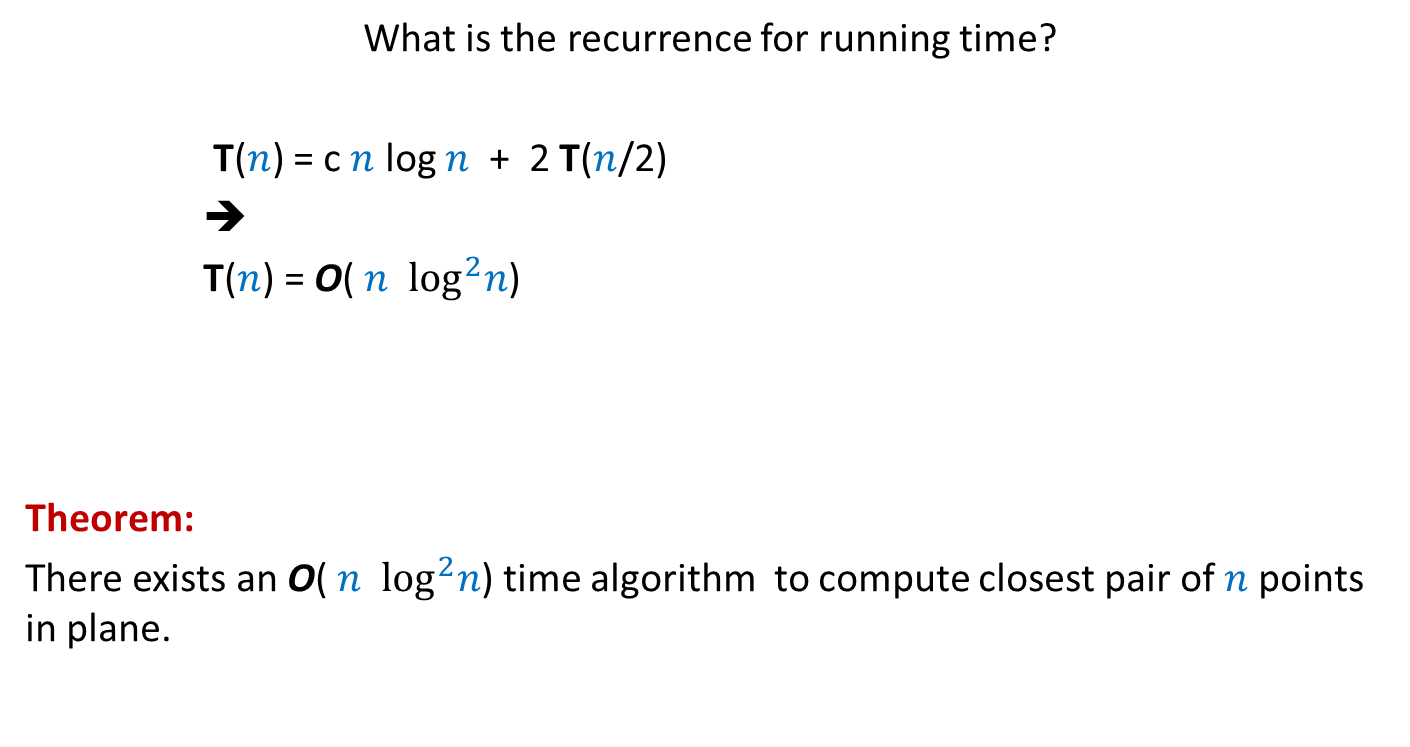 What is the recurrence for running time?
T(n) = c n log n + 2 T(n/2)
➔
T(n) = O( n log²n)
Theorem:
There exists an O( n log²n) time algorithm to compute closest pair of n points
in plane.